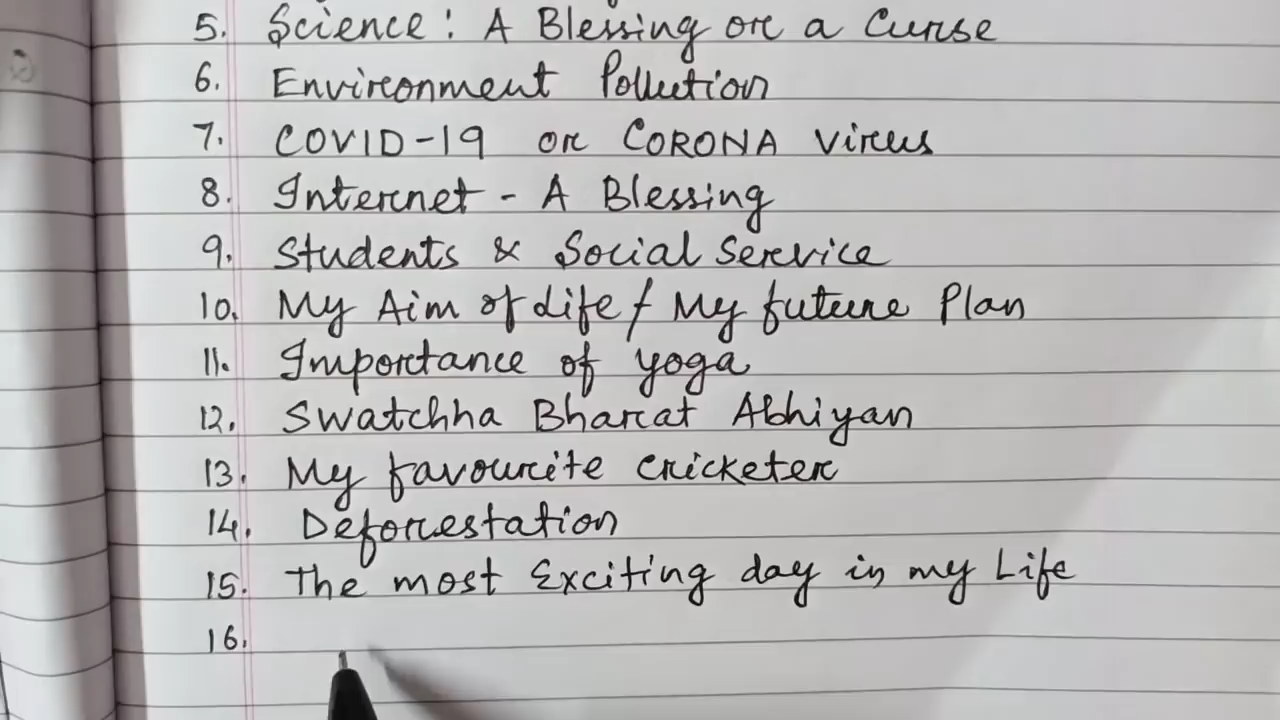 5. Science : A Blessing or a Curse
6. Environment Pollution
7. COVID-19 or CORONA Virus
8. Internet - A Blessing
9. Students & Social Service
10. My Aim of Life / My future Plan
11. Importance of yoga
12. Swatchha Bharat Abhiyan
13. My favourite cricketer
14. Deforestation
15. The most Exciting day in my Life
16.